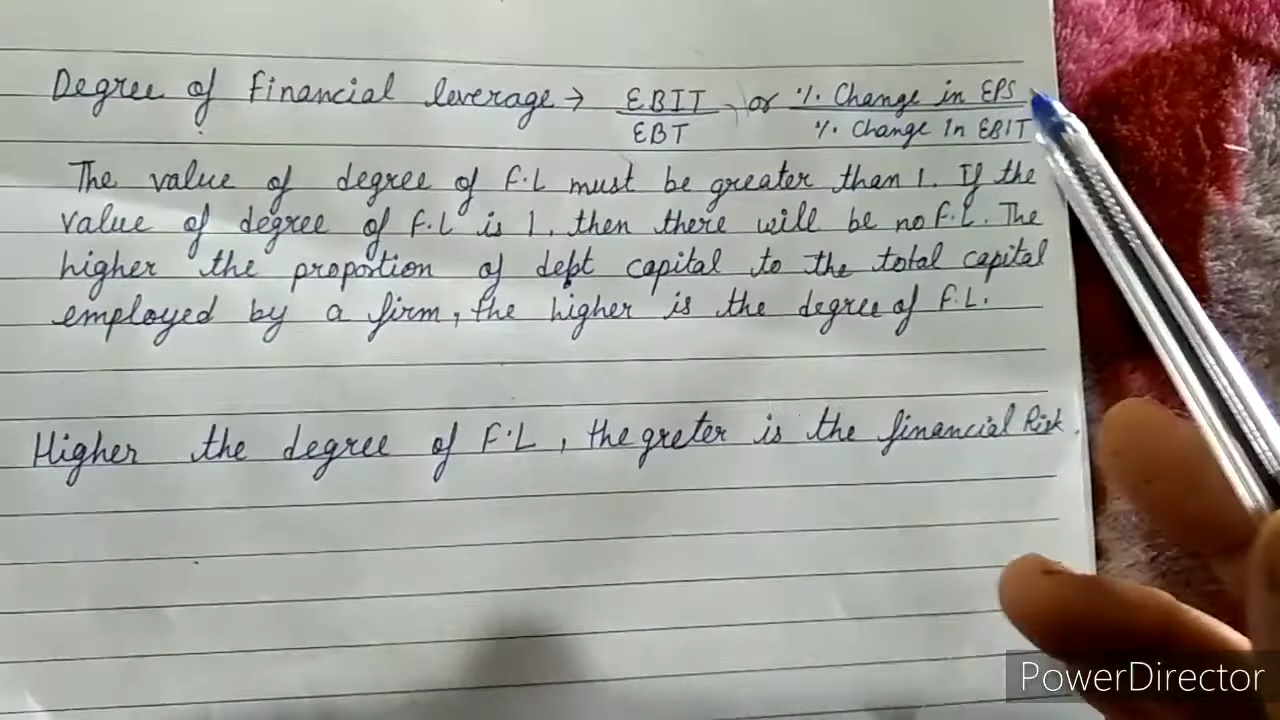 Degree of Financial leverage → EBIT / EBT, or % Change in EPS / % Change In EBIT
The value of degree of F.L must be greater than 1. If the
value of degree of F.L is 1, then there will be no F.L. The
higher the proportion of dept capital to the total capital
employed by a firm, the higher is the degree of F.L.
Higher the degree of F.L, the greter is the financial Risk.
PowerDirector